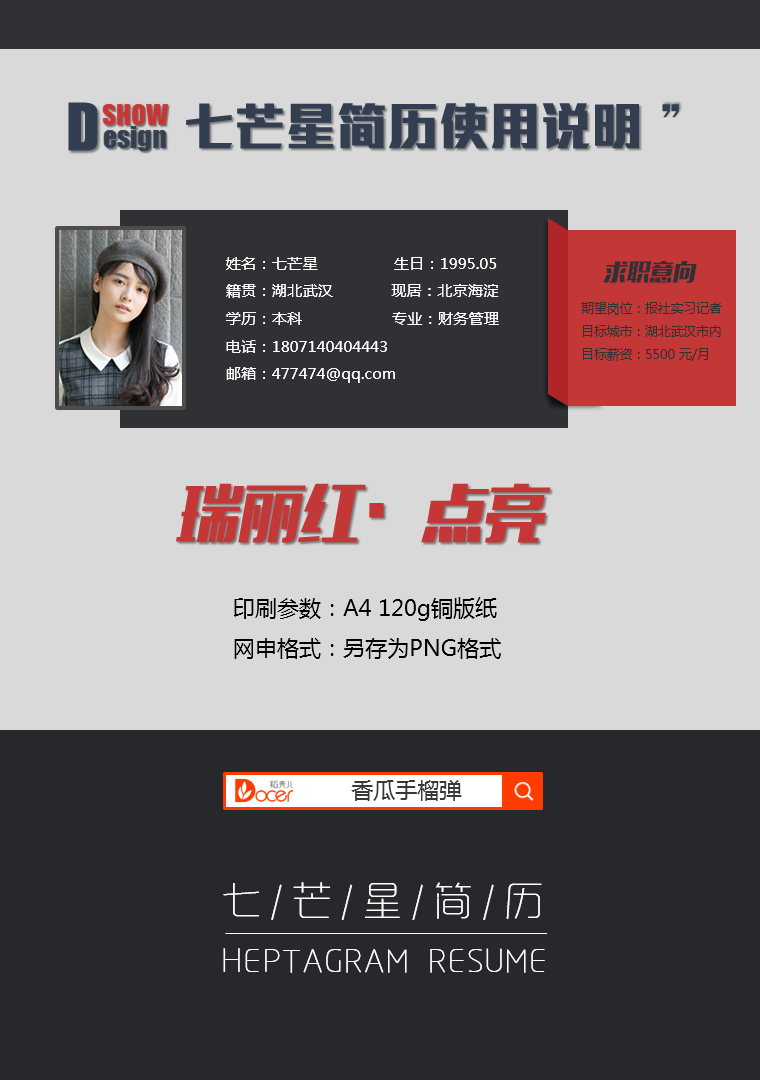 DSHOW Design 七芒星简历使用说明 ”
姓名：七芒星 生日：1995.05
籍贯：湖北武汉 现居：北京海淀
学历：本科 专业：财务管理
电话：1807140404443
邮箱：477474@qq.com
求职意向
期望岗位：报社实习记者
目标城市：湖北武汉市内
目标薪资：5500 元/月
瑞丽红· 点亮
印刷参数：A4 120g铜版纸
网申格式：另存为PNG格式
稻壳儿
Docer 香瓜手榴弹
七/芒/星/简/历
HEPTAGRAM RESUME